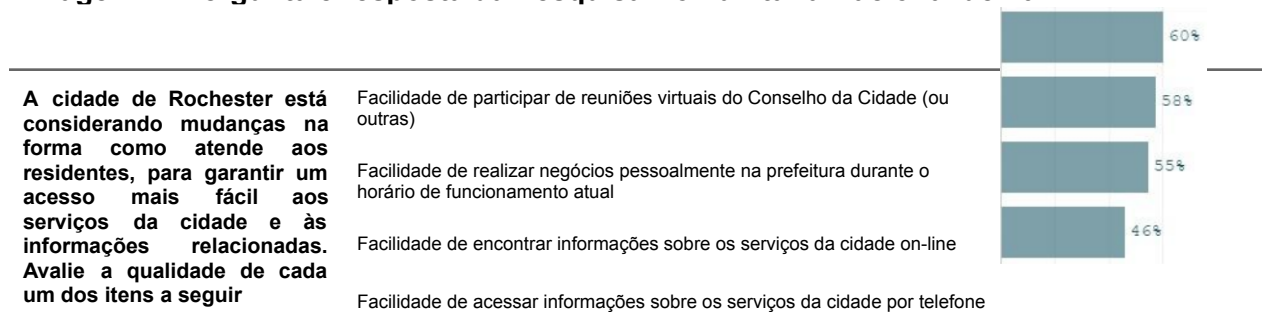 60%
A cidade de Rochester está
considerando mudanças na
forma como atende aos
residentes, para garantir um
acesso mais fácil aos
serviços da cidade e às
informações relacionadas.
Avalie a qualidade de cada
um dos itens a seguir
Facilidade de participar de reuniões virtuais do Conselho da Cidade (ou
outras)
58%
Facilidade de realizar negócios pessoalmente na prefeitura durante o
horário de funcionamento atual
55%
Facilidade de encontrar informações sobre os serviços da cidade on-line
46%
Facilidade de acessar informações sobre os serviços da cidade por telefone